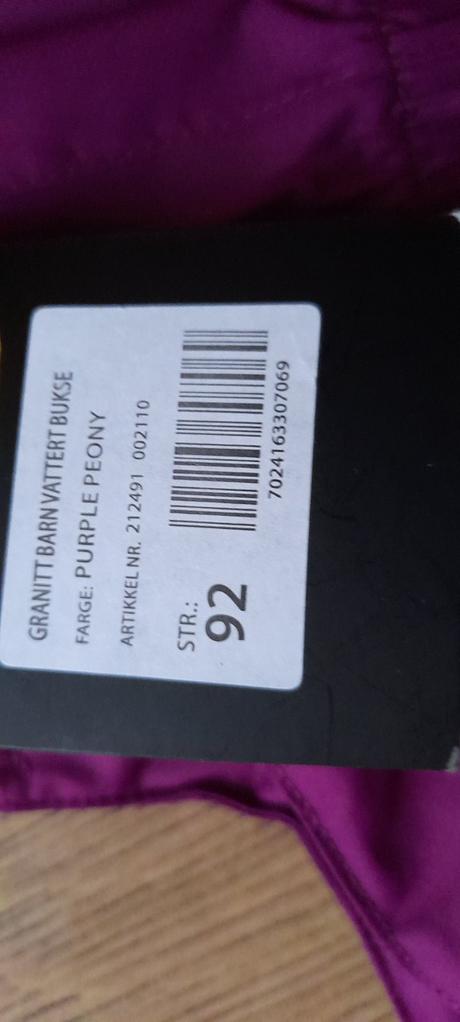 GRANITT BARN VATTERT BUKSE
FARGE: PURPLE PEONY
ARTIKKEL NR. 212491 002110
7024163307069
STR.:
92